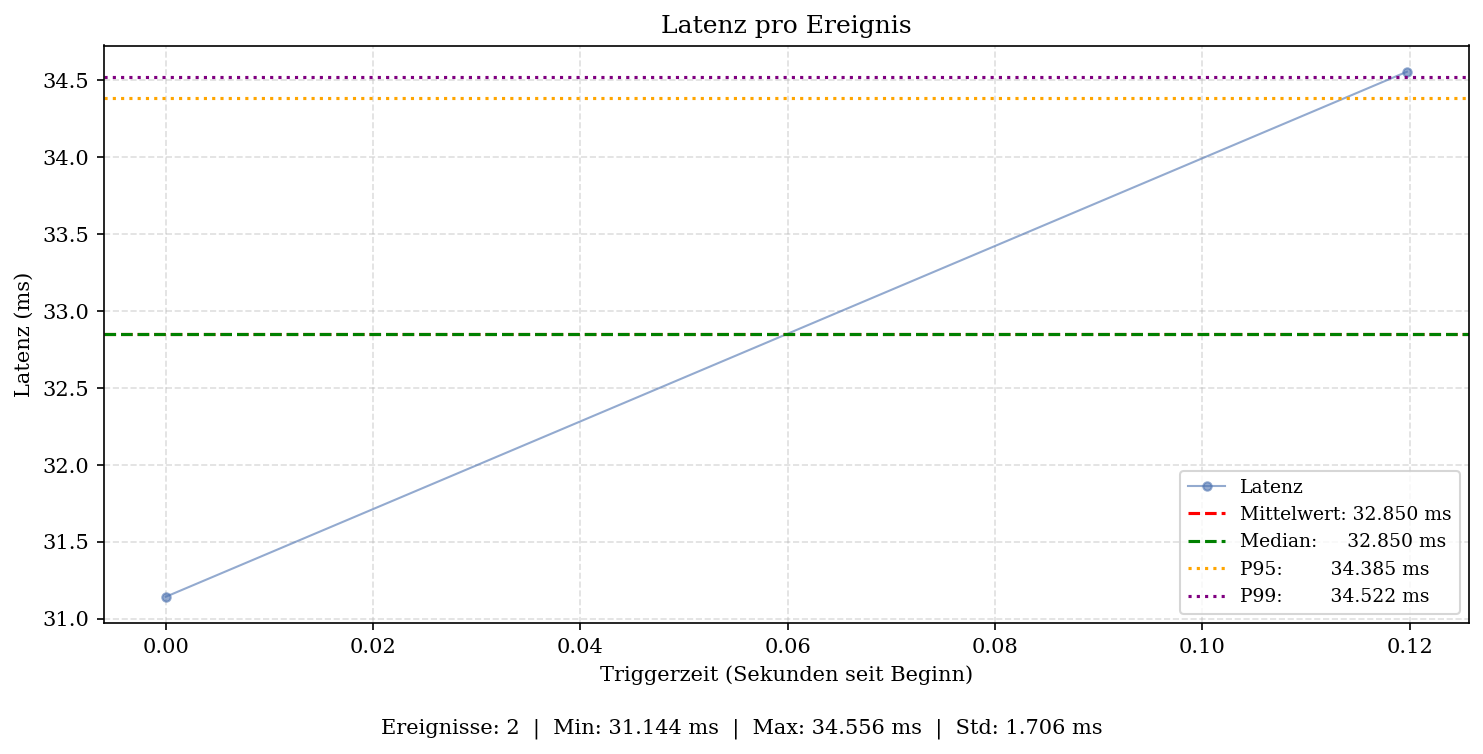 Latenz pro Ereignis
34.5
34.0
33.5
33.0
32.5
32.0
31.5
31.0
Latenz (ms)
Latenz
Mittelwert: 32.850 ms
Median: 32.850 ms
P95: 34.385 ms
P99: 34.522 ms
0.00 0.02 0.04 0.06 0.08 0.10 0.12
Triggerzeit (Sekunden seit Beginn)
Ereignisse: 2 | Min: 31.144 ms | Max: 34.556 ms | Std: 1.706 ms